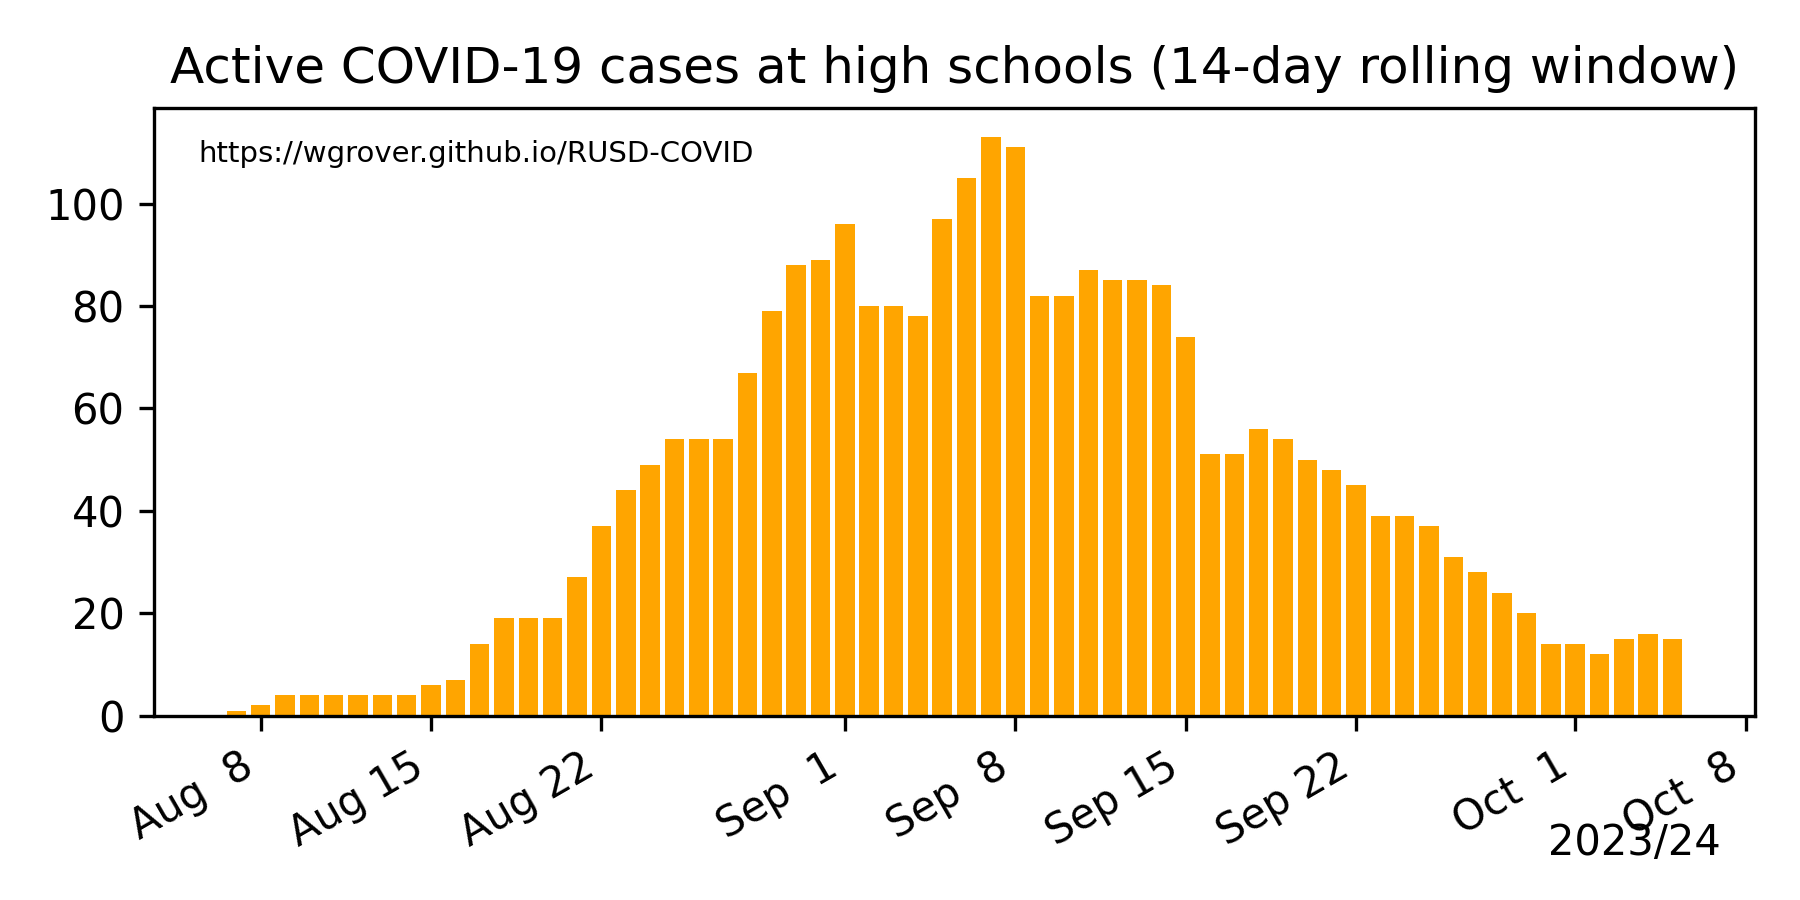 Active COVID-19 cases at high schools (14-day rolling window)
https://wgrover.github.io/RUSD-COVID
100
80
60
40
20
0
Aug 8
Aug 15
Aug 22
Sep 1
Sep 8
Sep 15
Sep 22
Oct 1
Oct 8
2023/24